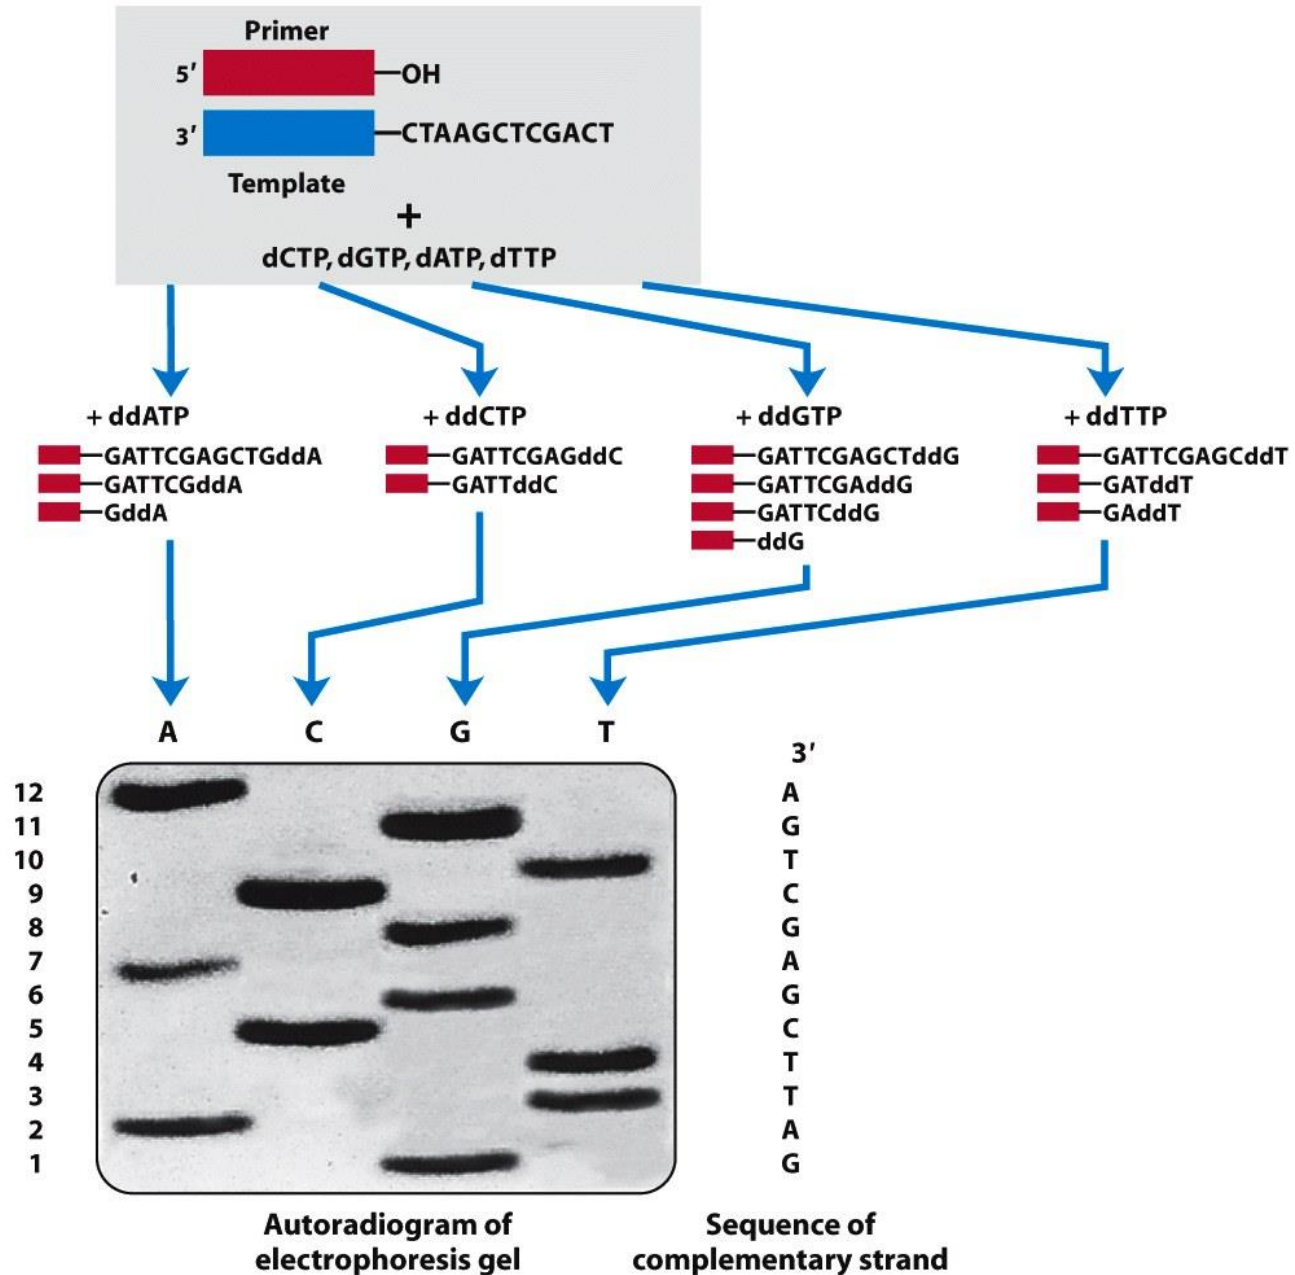 Primer
5′ OH
3′ CTAAGCTCGACT
Template
+
dCTP, dGTP, dATP, dTTP
+ ddATP
GATTCGAGCTGddA
GATTCGddA
GddA
+ ddCTP
GATTCGAGddC
GATTddC
+ ddGTP
GATTCGAGCTddG
GATTCGAddG
GATTCddG
ddG
+ ddTTP
GATTCGAGCddT
GATddT
GAddT
A C G T
3′
12 A
11 G
10 T
9 C
8 G
7 A
6 G
5 C
4 T
3 T
2 A
1 G
Autoradiogram of
electrophoresis gel
Sequence of
complementary strand